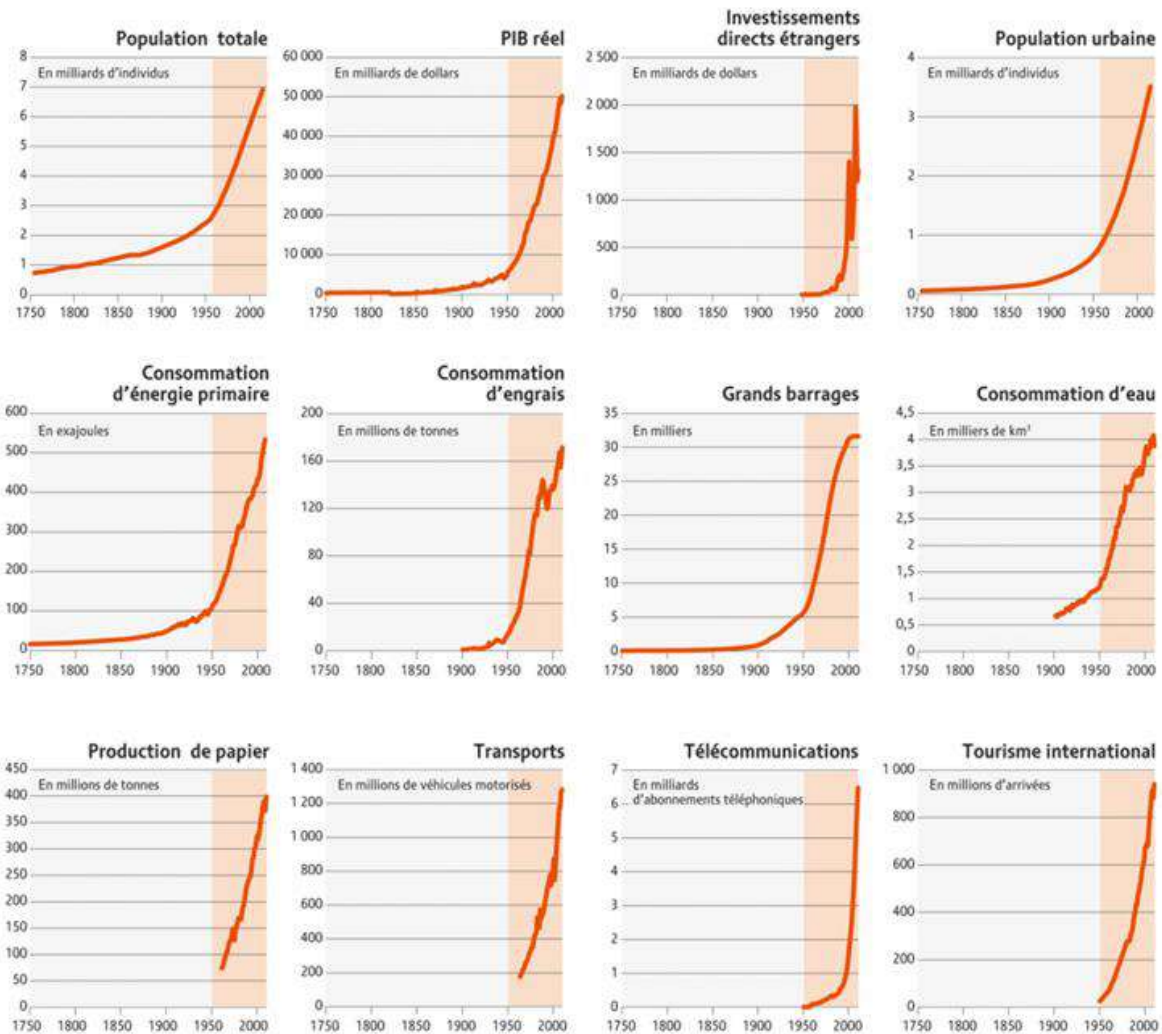 Population totale
En milliards d'individus
8
7
6
5
4
3
2
1
0
1750 1800 1850 1900 1950 2000
PIB réel
En milliards de dollars
60 000
50 000
40 000
30 000
20 000
10 000
0
1750 1800 1850 1900 1950 2000
Investissements
directs étrangers
En milliards de dollars
2 500
2 000
1 500
1 000
500
0
1750 1800 1850 1900 1950 2000
Population urbaine
En milliards d'individus
4
3
2
1
0
1750 1800 1850 1900 1950 2000
Consommation
d'énergie primaire
En exajoules
600
500
400
300
200
100
0
1750 1800 1850 1900 1950 2000
Consommation
d'engrais
En millions de tonnes
200
160
120
80
40
0
1750 1800 1850 1900 1950 2000
Grands barrages
En milliers
35
30
25
20
15
10
5
0
1750 1800 1850 1900 1950 2000
Consommation d'eau
En milliers de km³
4,5
4
3,5
3
2,5
2
1,5
1
0,5
0
1750 1800 1850 1900 1950 2000
Production de papier
En millions de tonnes
450
400
350
300
250
200
150
100
50
0
1750 1800 1850 1900 1950 2000
Transports
En millions de véhicules motorisés
1 400
1 200
1 000
800
600
400
200
0
1750 1800 1850 1900 1950 2000
Télécommunications
En milliards
d'abonnements téléphoniques
7
6
5
4
3
2
1
0
1750 1800 1850 1900 1950 2000
Tourisme international
En millions d'arrivées
1 000
800
600
400
200
0
1750 1800 1850 1900 1950 2000